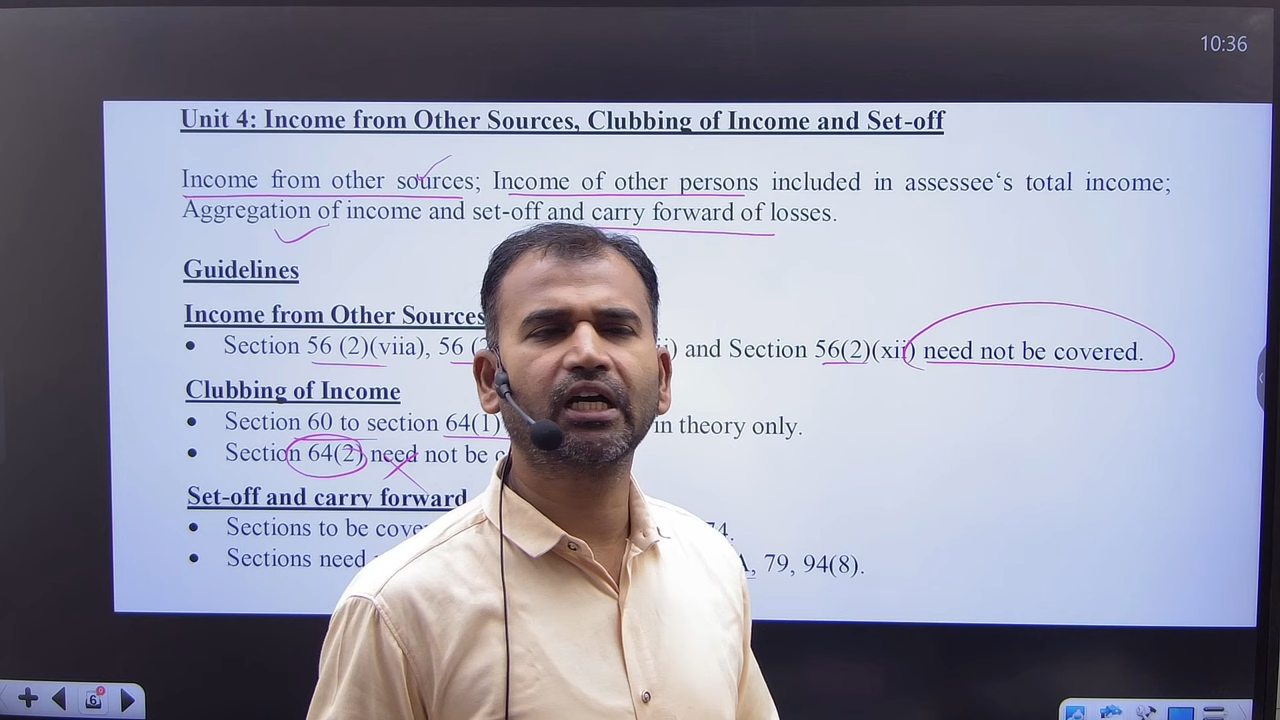 10:36
Unit 4: Income from Other Sources, Clubbing of Income and Set-off
Income from other sources; Income of other persons included in assessee‘s total income;
Aggregation of income and set-off and carry forward of losses.
Guidelines
Income from Other Sources
• Section 56 (2)(viia), 56 ) and Section 56(2)(xii) need not be covered.
Clubbing of Income
• Section 60 to section 64(1) in theory only.
• Section 64(2) need not be
Set-off and carry forward
• Sections to be 74.
• Sections need , 79, 94(8).
6